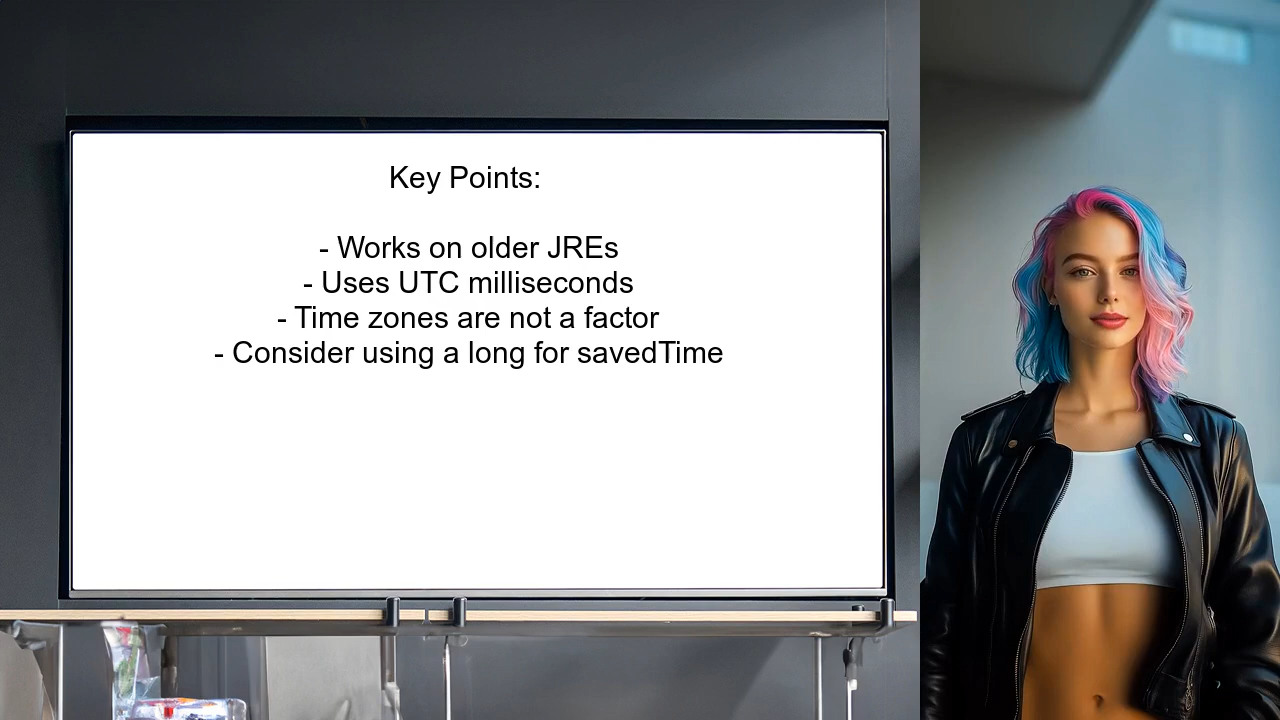 Key Points:
- Works on older JREs
- Uses UTC milliseconds
- Time zones are not a factor
- Consider using a long for savedTime